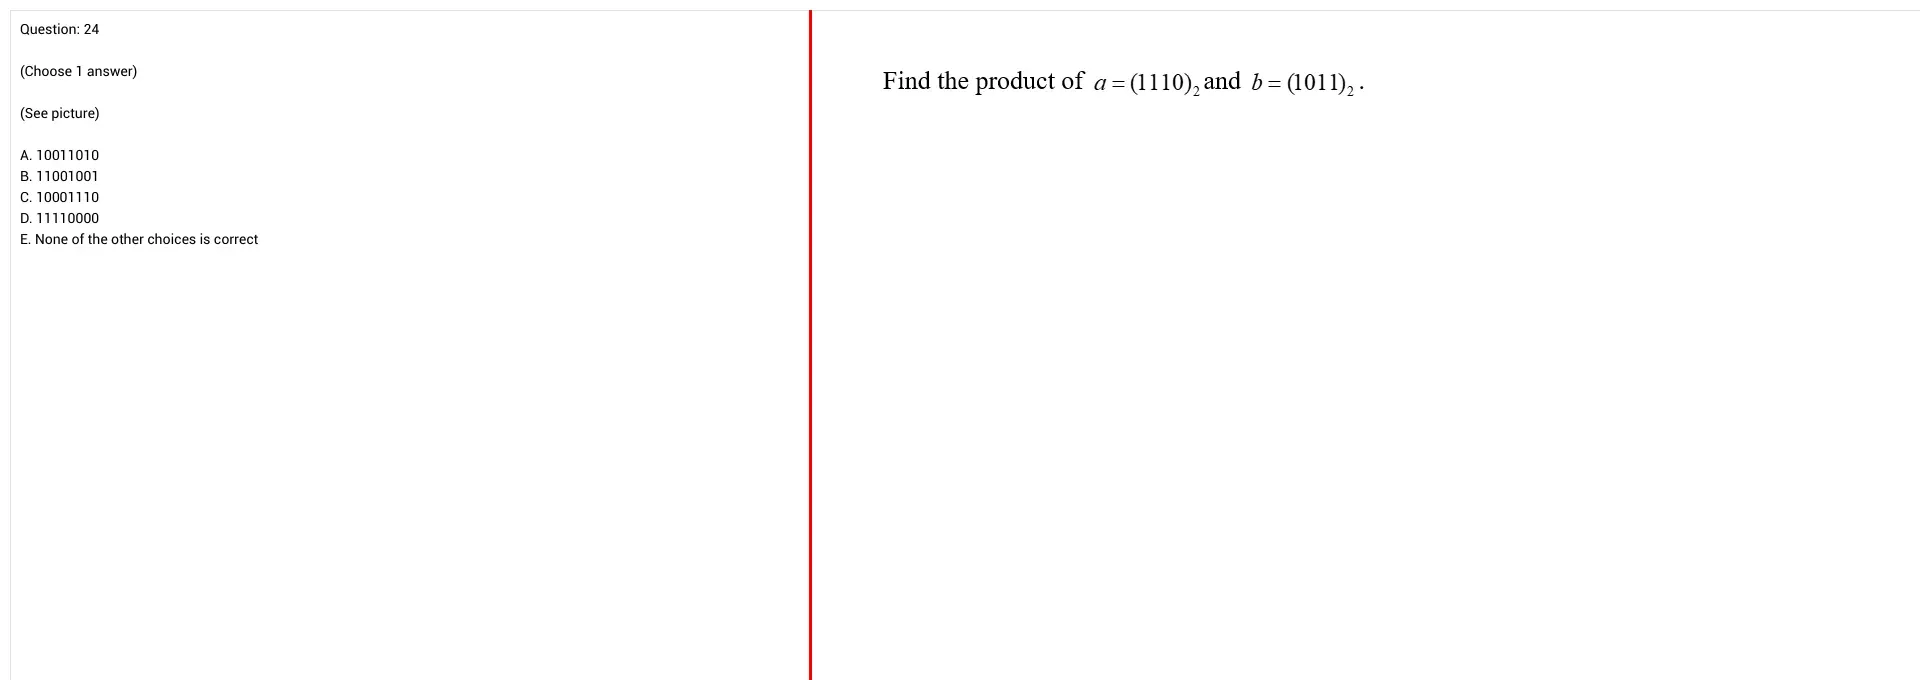 Question: 24
(Choose 1 answer)
(See picture)
A. 10011010
B. 11001001
C. 10001110
D. 11110000
E. None of the other choices is correct
Find the product of a = (1110)₂ and b = (1011)₂ .